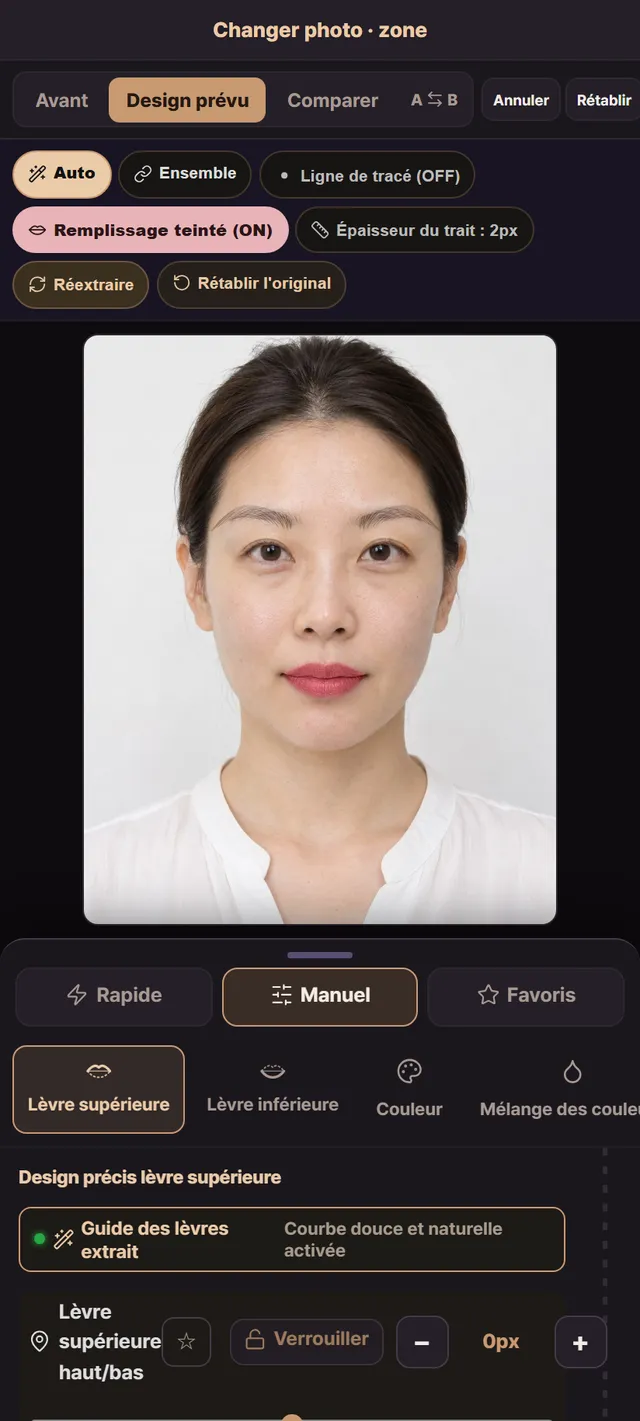 Changer photo · zone
Avant
Design prévu
Comparer
A ⇆ B
Annuler
Rétablir
Auto
Ensemble
Ligne de tracé (OFF)
Remplissage teinté (ON)
Épaisseur du trait : 2px
Réextraire
Rétablir l'original
Rapide
Manuel
Favoris
Lèvre supérieure
Lèvre inférieure
Couleur
Mélange des coule
Design précis lèvre supérieure
Guide des lèvres
extrait
Courbe douce et naturelle
activée
Lèvre
supérieure
haut/bas
Verrouiller
−
0px
+